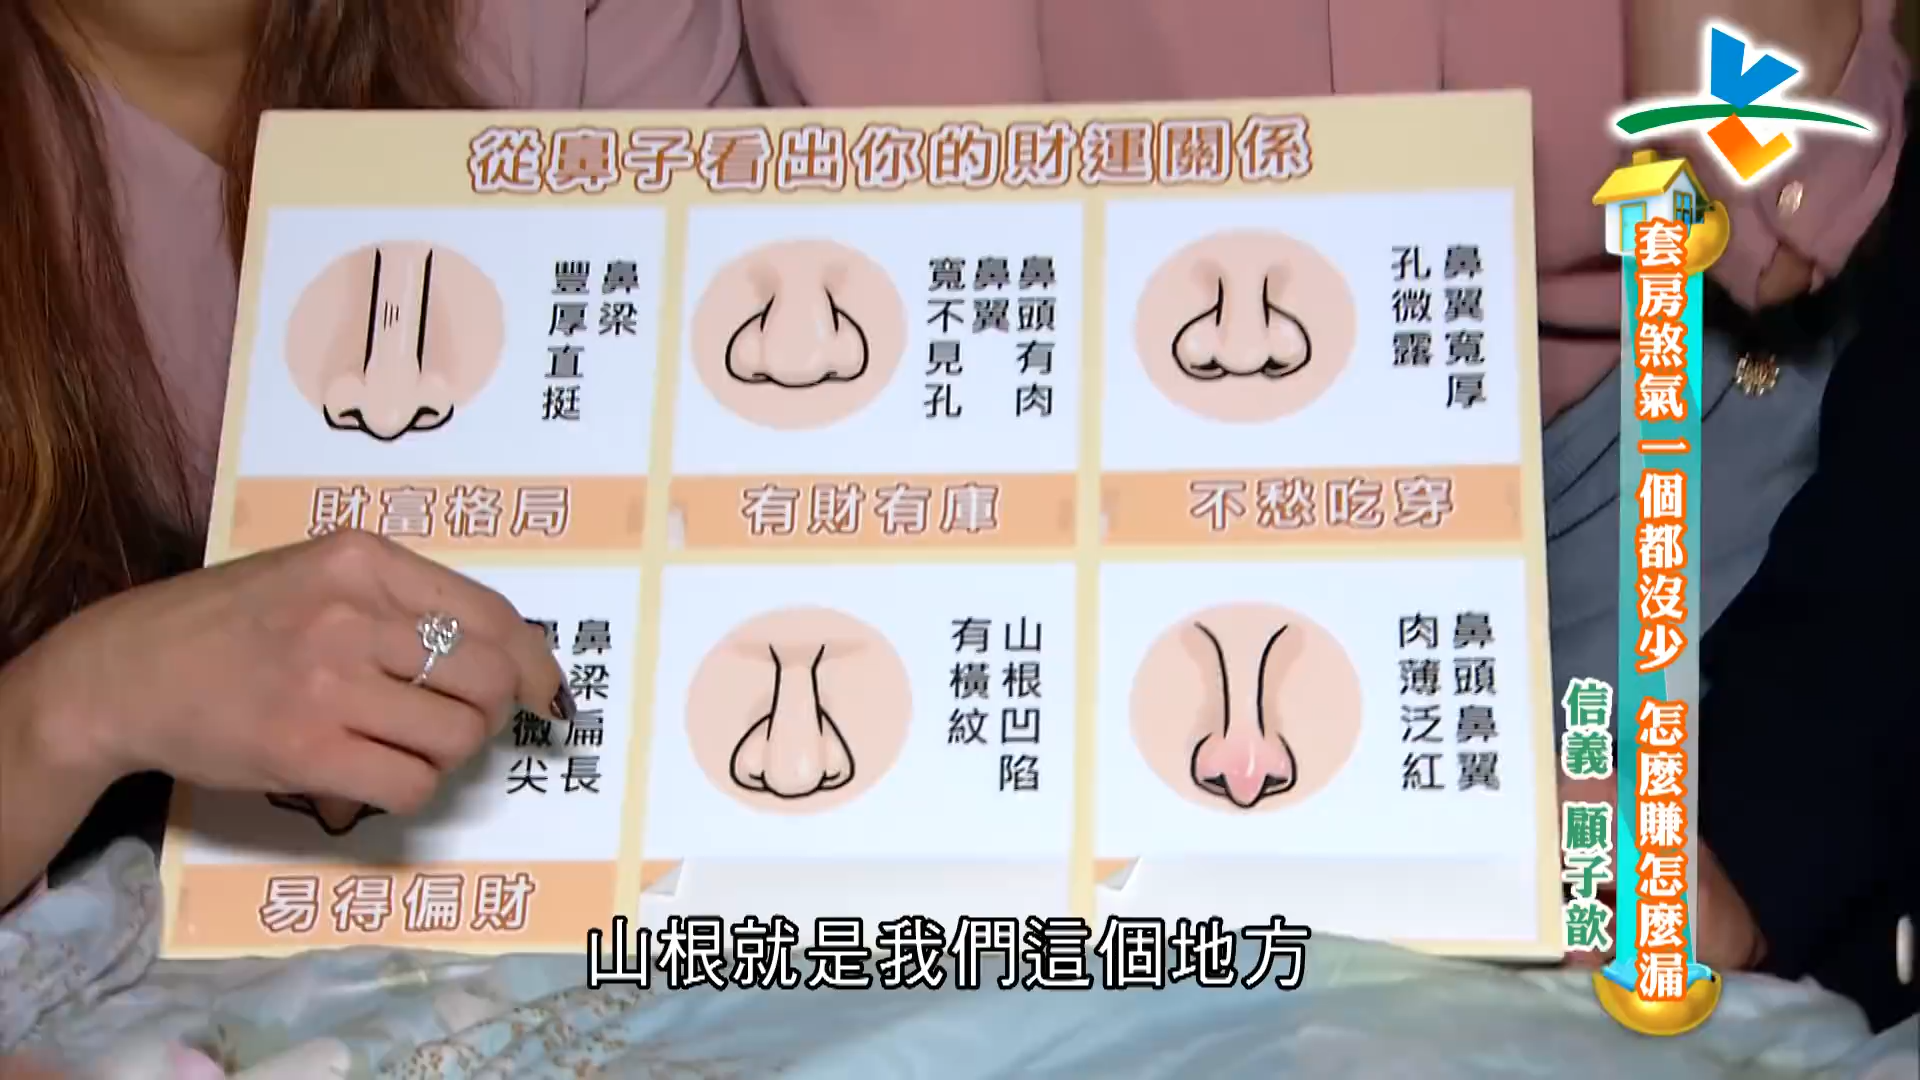 從鼻子看出你的財運關係
鼻梁
豐厚直挺
財富格局
鼻頭有肉
鼻翼
寬不見孔
有財有庫
鼻翼寬厚
孔微露
不愁吃穿
鼻梁扁長
微尖
易得偏財
山根凹陷
有橫紋
鼻頭鼻翼
肉薄泛紅
套房煞氣一個都沒少 怎麼賺怎麼漏
信義 顧子歆
山根就是我們這個地方